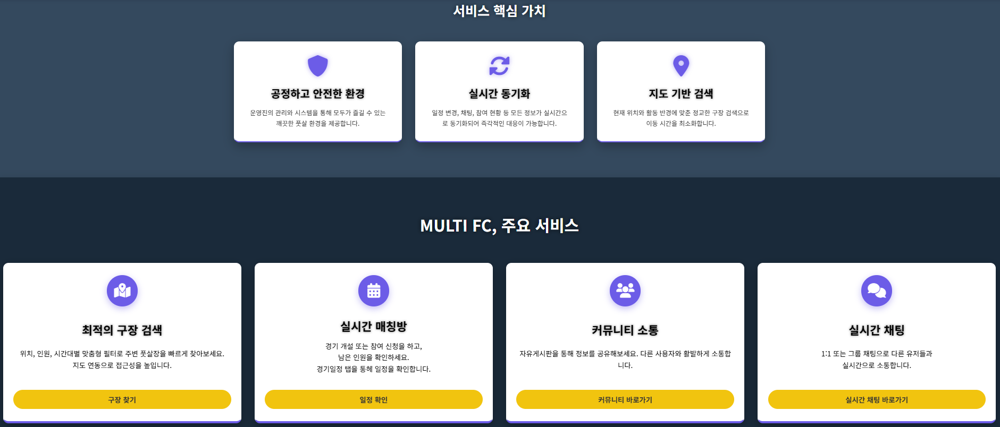 서비스 핵심 가치
공정하고 안전한 환경
운영진의 관리와 시스템을 통해 모두가 즐길 수 있는
깨끗한 풋살 환경을 제공합니다.
실시간 동기화
일정 변경, 채팅, 참여 현황 등 모든 정보가 실시간으
로 동기화되어 즉각적인 대응이 가능합니다.
지도 기반 검색
현재 위치와 활동 반경에 맞춘 정교한 구장 검색으로
이동 시간을 최소화합니다.
MULTI FC, 주요 서비스
최적의 구장 검색
위치, 인원, 시간대별 맞춤형 필터로 주변 풋살장을 빠르게 찾아보세요.
지도 연동으로 접근성을 높입니다.
구장 찾기
실시간 매칭방
경기 개설 또는 참여 신청을 하고,
남은 인원을 확인하세요.
경기일정 탭을 통헤 일정을 확인합니다.
일정 확인
커뮤니티 소통
자유게시판을 통해 정보를 공유해보세요. 다른 사용자와 활발하게 소통합
니다.
커뮤니티 바로가기
실시간 채팅
1:1 또는 그룹 채팅으로 다른 유저들과
실시간으로 소통합니다.
실시간 채팅 바로가기